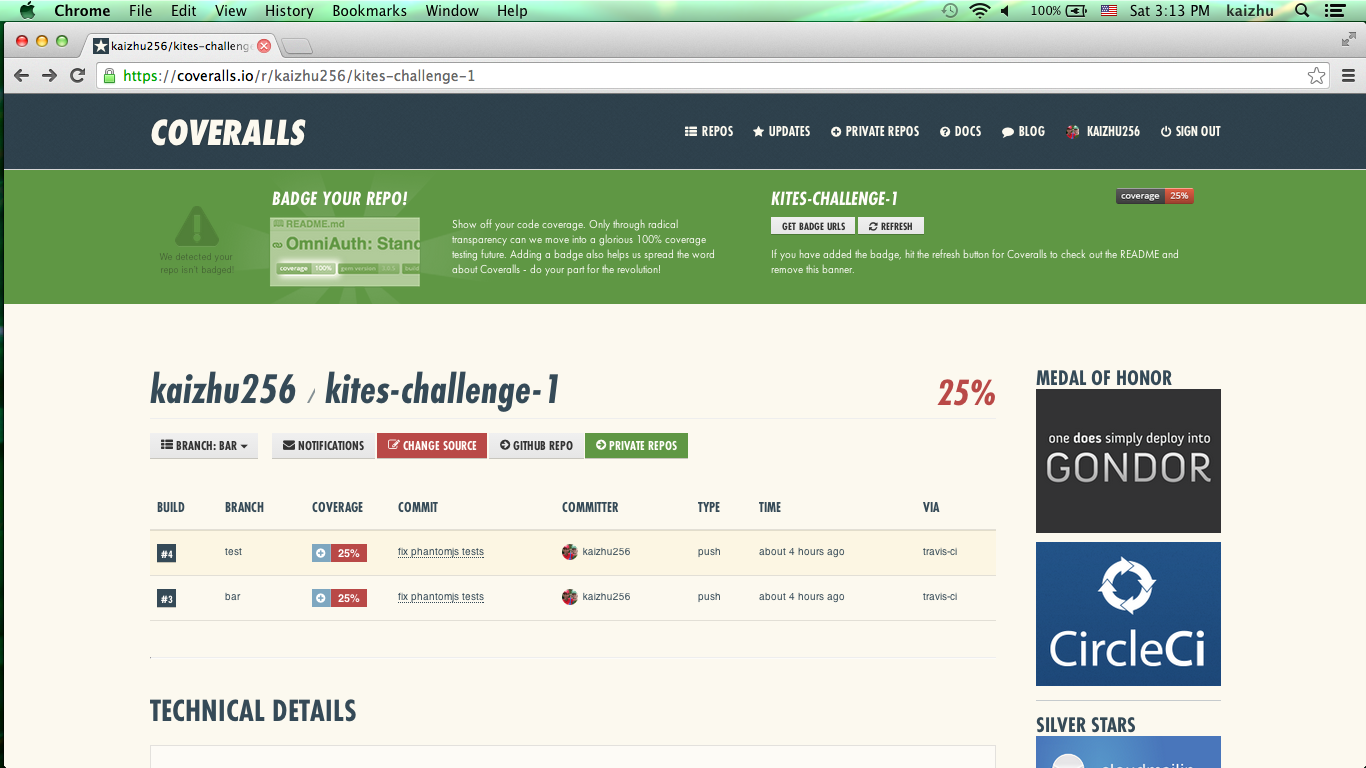 Chrome File Edit View History Bookmarks Window Help 100% Sat 3:13 PM kaizhu
kaizhu256/kites-challeng
https://coveralls.io/r/kaizhu256/kites-challenge-1
COVERALLS
REPOS UPDATES PRIVATE REPOS DOCS BLOG KAIZHU256 SIGN OUT
We detected your
repo isn't badged!
BADGE YOUR REPO!
README.md
OmniAuth: Stand
coverage 100% gem version build
Show off your code coverage. Only through radical
transparency can we move into a glorious 100% coverage
testing future. Adding a badge also helps us spread the word
about Coveralls - do your part for the revolution!
KITES-CHALLENGE-1
coverage 25%
GET BADGE URLS REFRESH
If you have added the badge, hit the refresh button for Coveralls to check out the README and
remove this banner.
kaizhu256 / kites-challenge-1 25%
BRANCH: BAR NOTIFICATIONS CHANGE SOURCE GITHUB REPO PRIVATE REPOS
BUILD BRANCH COVERAGE COMMIT COMMITTER TYPE TIME VIA
#4 test 25% fix phantomjs tests kaizhu256 push about 4 hours ago travis-ci
#3 bar 25% fix phantomjs tests kaizhu256 push about 4 hours ago travis-ci
TECHNICAL DETAILS
MEDAL OF HONOR
one does simply deploy into
GONDOR
CircleCi
SILVER STARS